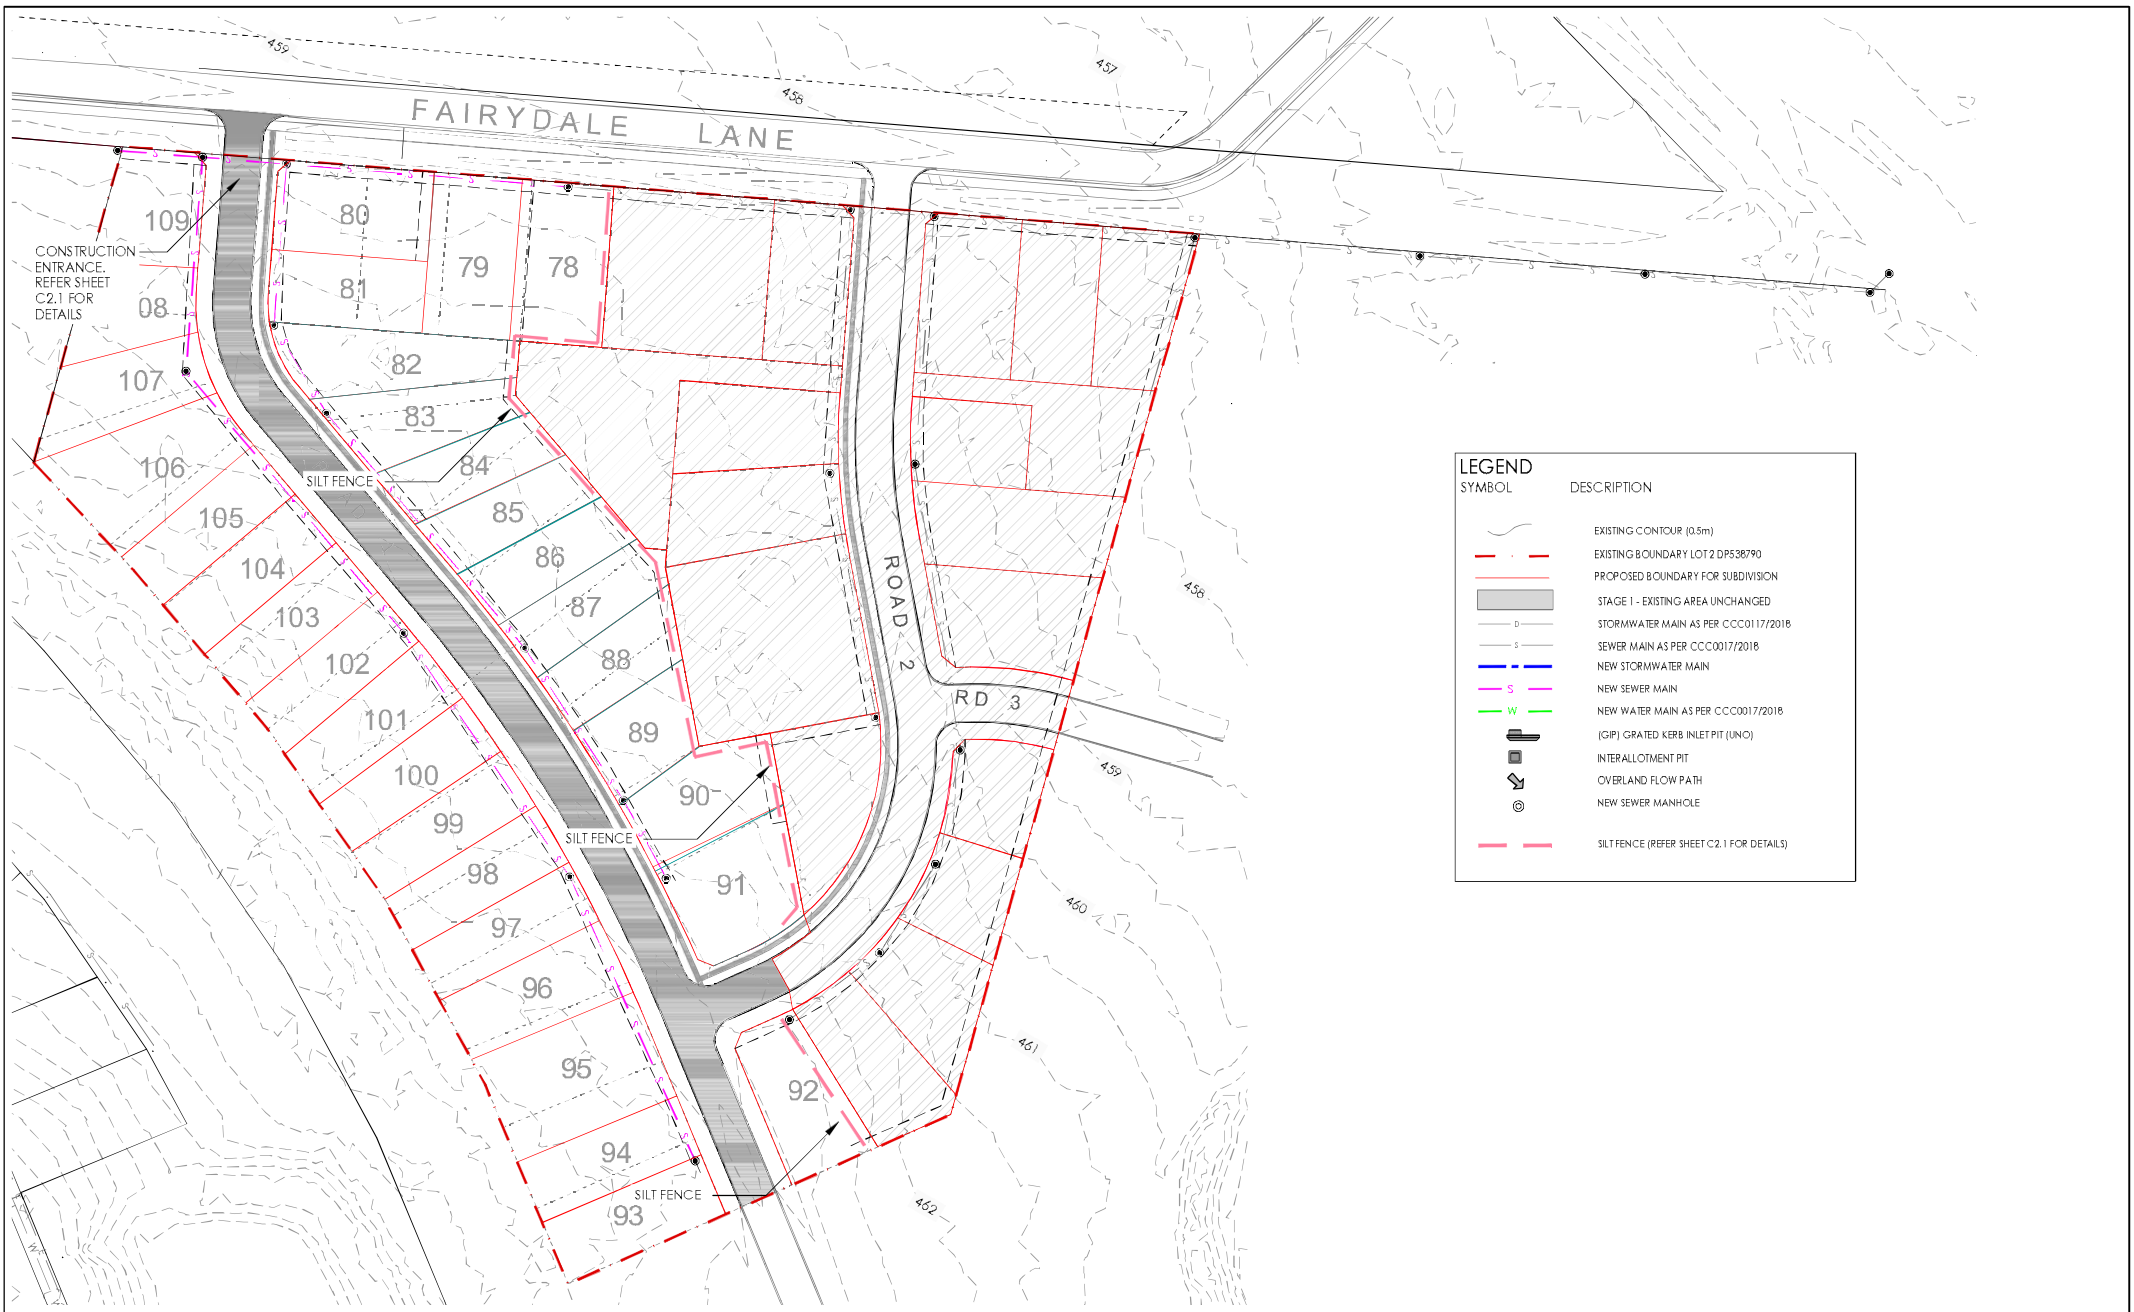 459
457
458
FAIRYDALE LANE
109
80
CONSTRUCTION
ENTRANCE.
REFER SHEET
C2.1 FOR
DETAILS
79
78
81
08
82
107
83
106
84
SILT FENCE
105
85
86
104
87
103
ROAD 2
458
102
88
RD 3
101
89
459
100
90
99
SILT FENCE
98
91
460
97
96
461
95
92
94
SILT FENCE
93
462
LEGEND
SYMBOL DESCRIPTION
EXISTING CONTOUR (0.5m)
EXISTING BOUNDARY LOT 2 DP538790
PROPOSED BOUNDARY FOR SUBDIVISION
STAGE 1 - EXISTING AREA UNCHANGED
D STORMWATER MAIN AS PER CCC0117/2018
S SEWER MAIN AS PER CCC0017/2018
NEW STORMWATER MAIN
S NEW SEWER MAIN
W NEW WATER MAIN AS PER CCC0017/2018
(GIP) GRATED KERB INLET PIT (UNO)
INTERALLOTMENT PIT
OVERLAND FLOW PATH
NEW SEWER MANHOLE
SILT FENCE (REFER SHEET C2.1 FOR DETAILS)